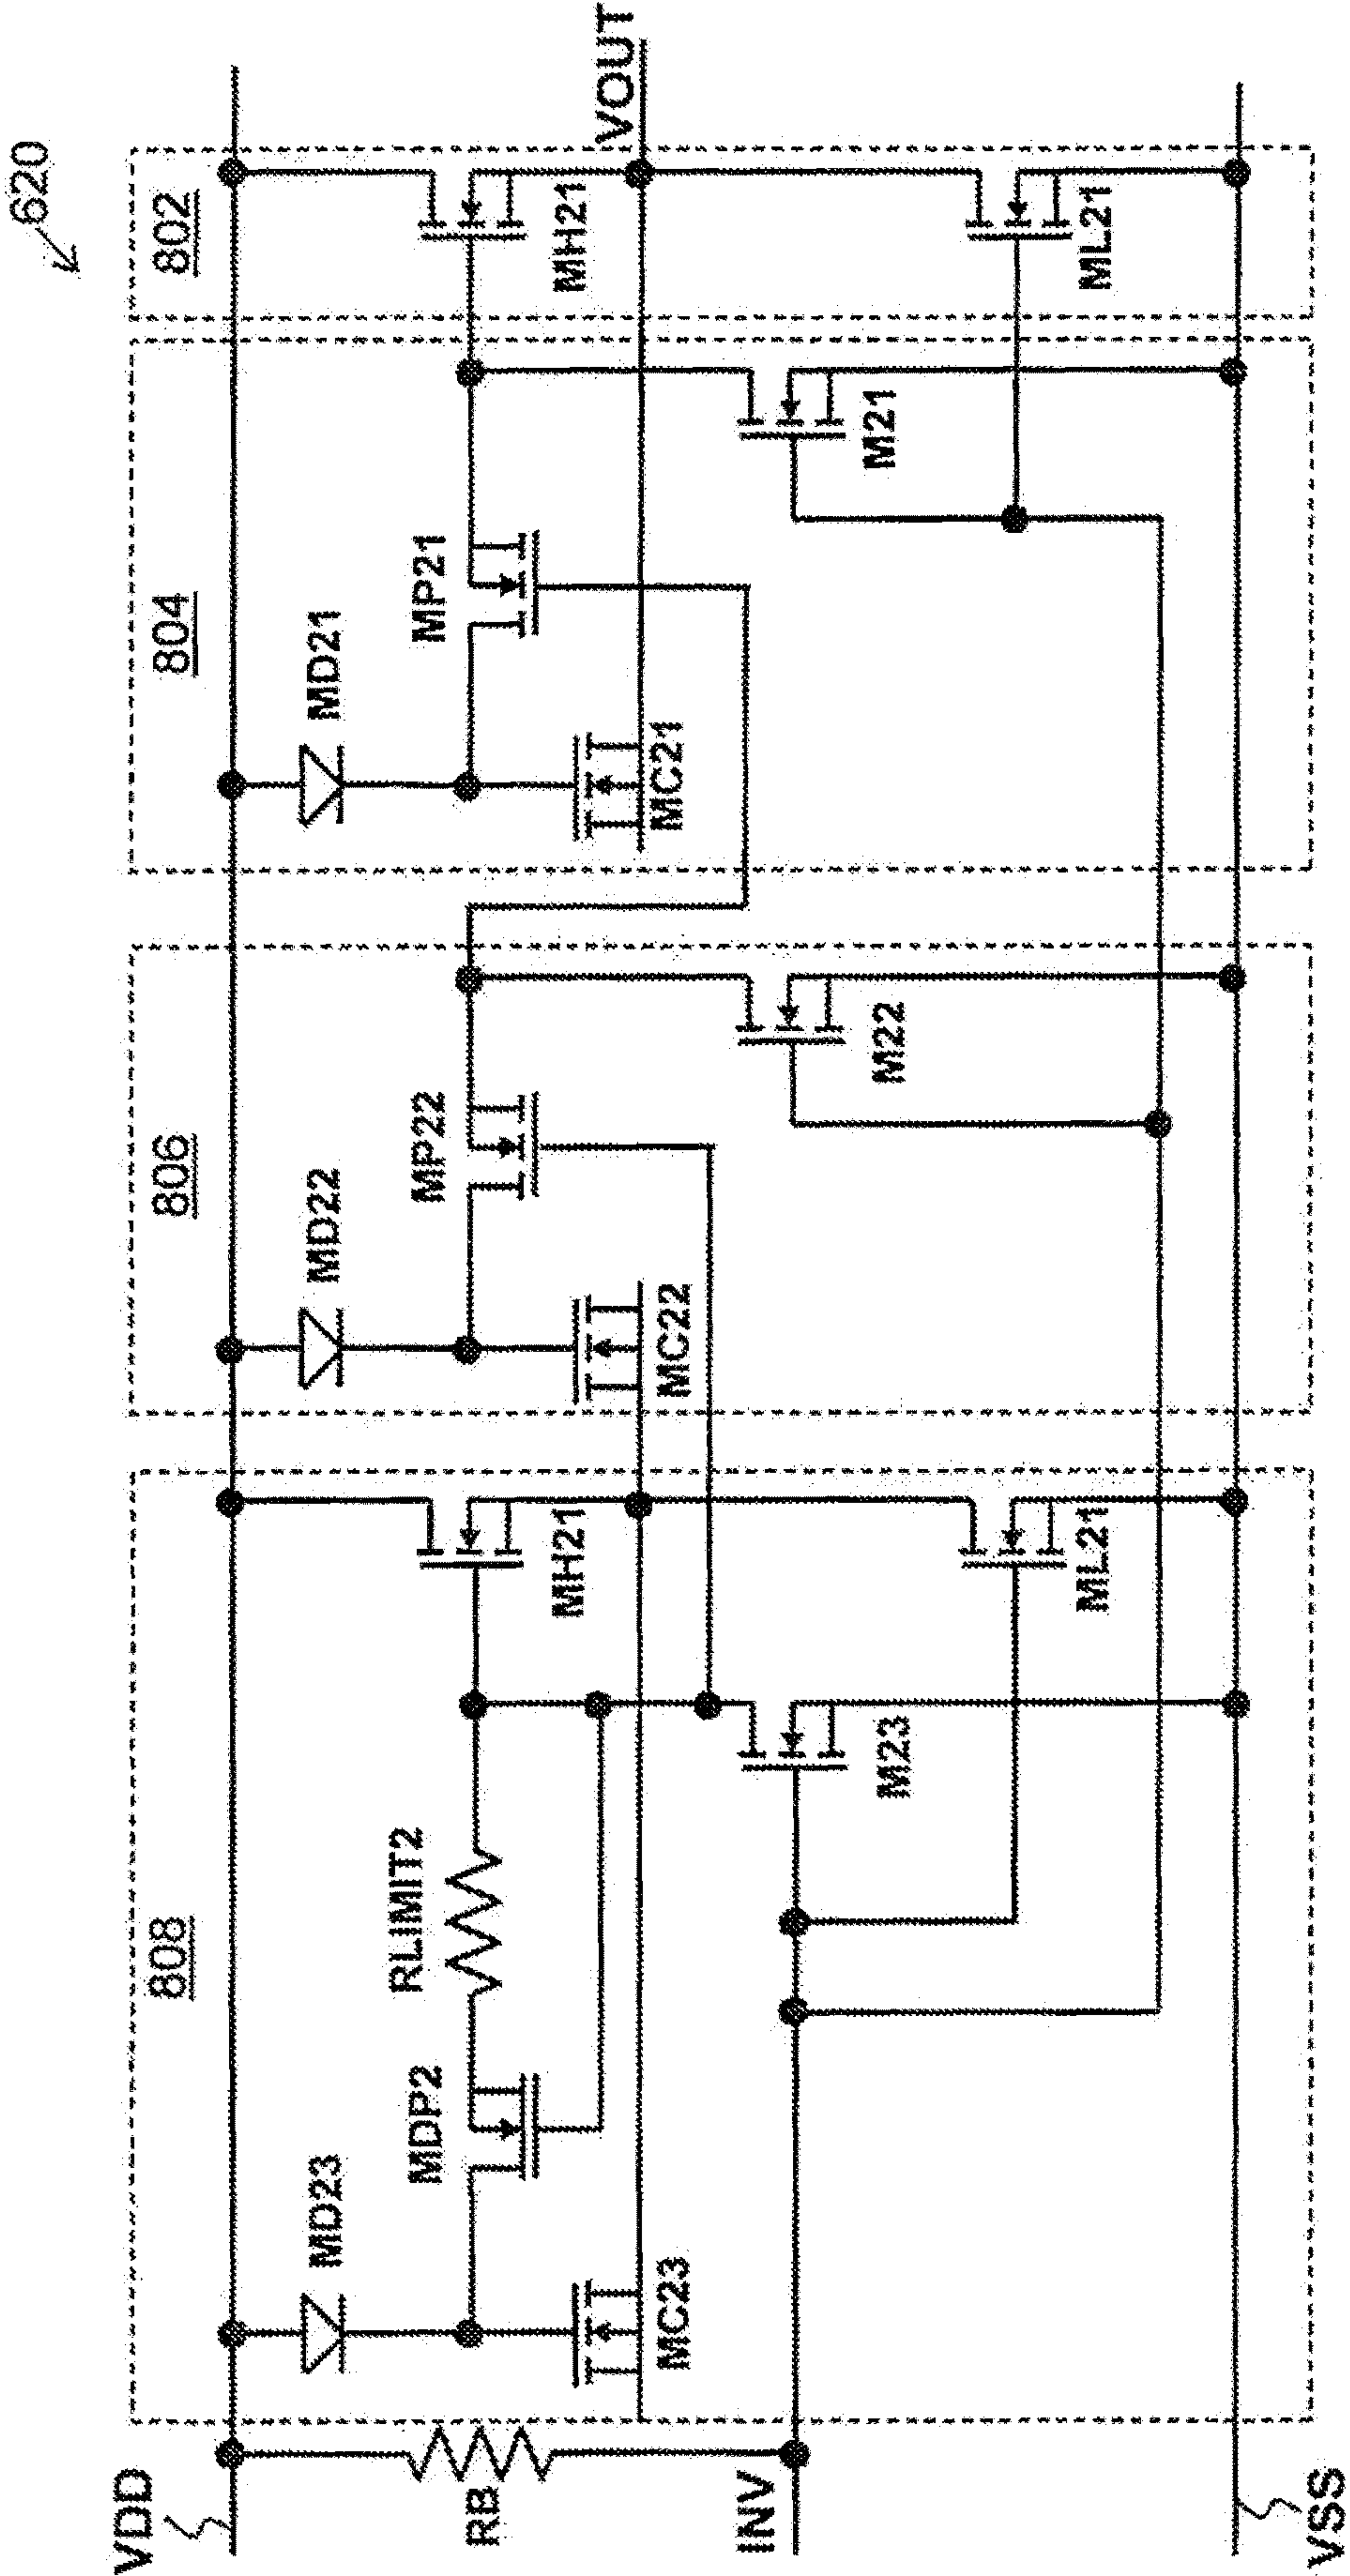 620
VDD
RB
INV
VSS
808
MD23
MDP2
RLIMIT2
MC23
M23
MH21
ML21
806
MD22
MP22
MC22
M22
804
MD21
MP21
MC21
M21
802
MH21
ML21
VOUT